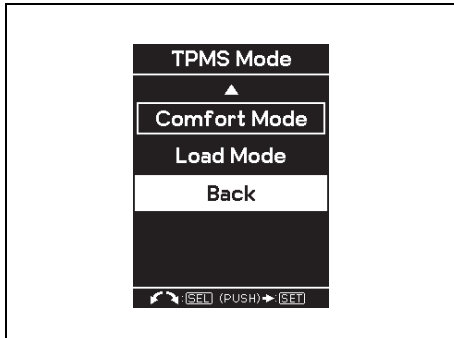 TPMS Mode
Comfort Mode
Load Mode
Back
:SEL (PUSH)➔:SET